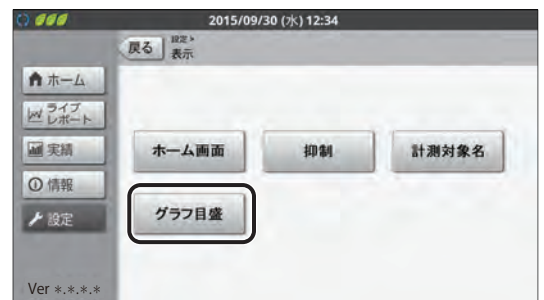 2015/09/30 (水) 12:34
戻る
設定 >
表示
ホーム
ライブ
レポート
実績
情報
設定
ホーム画面
抑制
計測対象名
グラフ目盛
Ver *.*.*.*